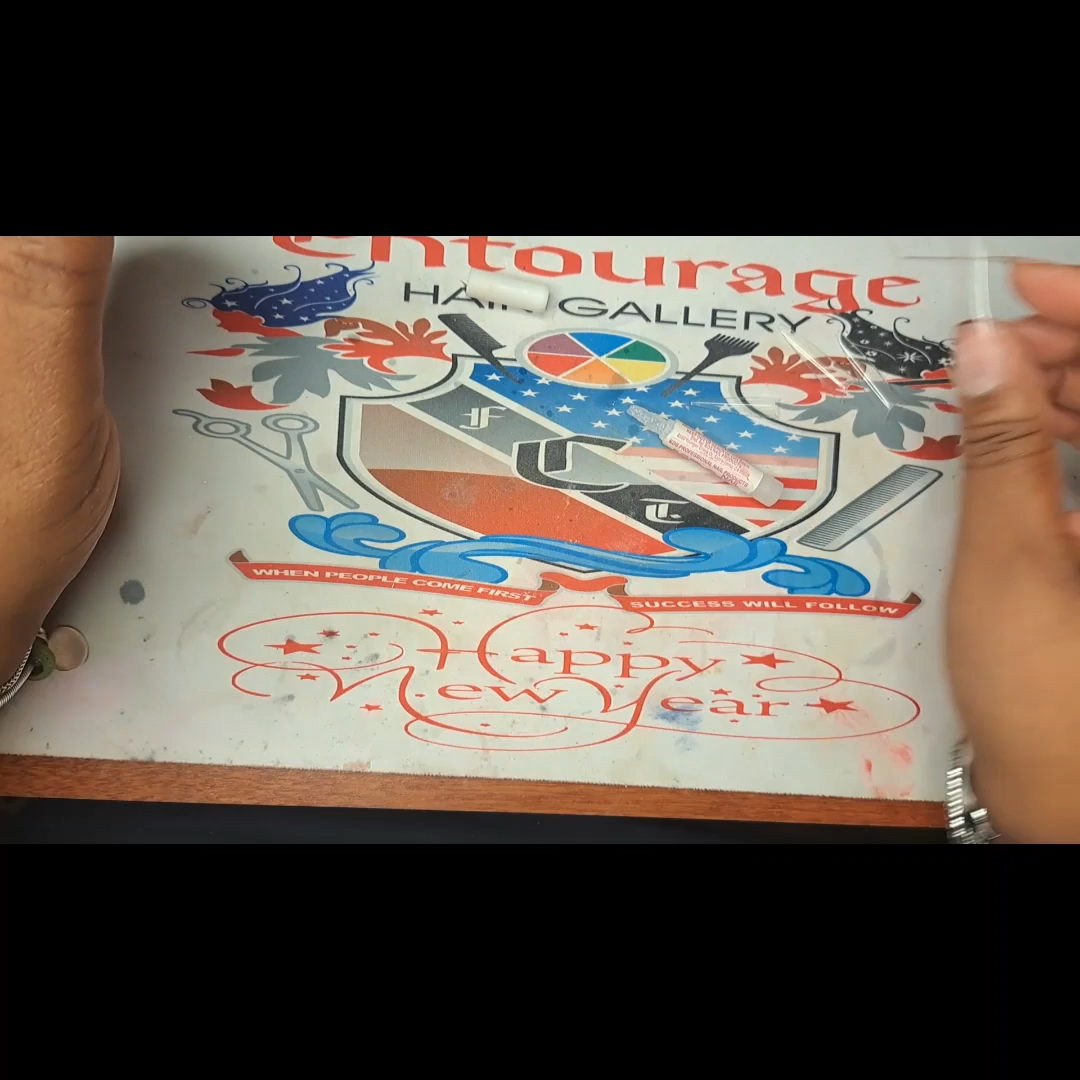 Entourage
HAIR GALLERY
F
C
E
WHEN PEOPLE COME FIRST
SUCCESS WILL FOLLOW
Happy
New Year